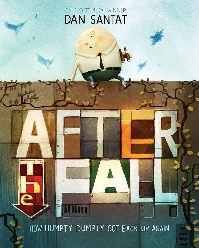 DAN SANTAT
AFTER
the
FALL
HOW HUMPTY DUMPTY GOT BACK UP AGAIN